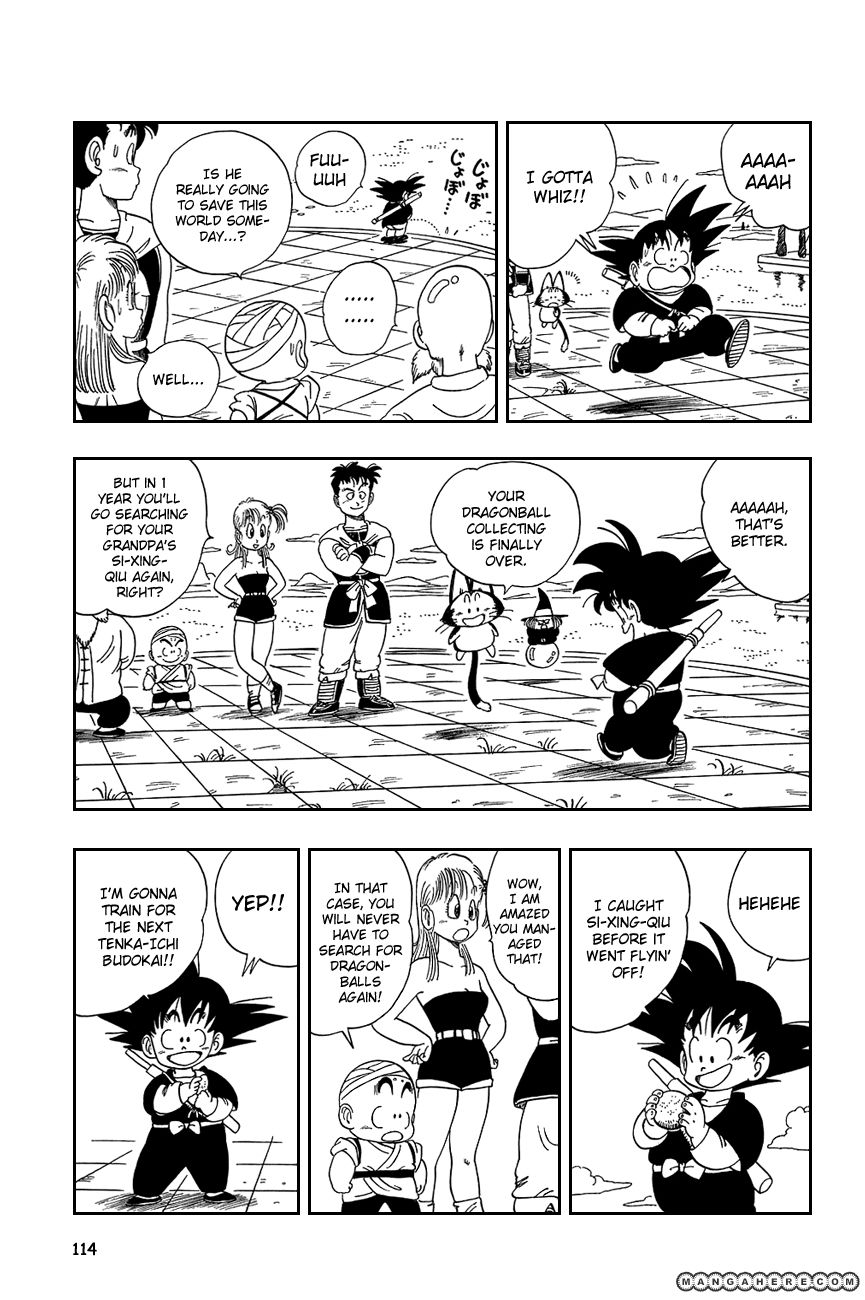 AAAA-
AAAH
I GOTTA
WHIZ!!
じょぼ
じょぼ…
FUU-
UUH
IS HE
REALLY GOING
TO SAVE THIS
WORLD SOME-
DAY...?
.....
.....
WELL...
AAAAAH,
THAT'S
BETTER.
YOUR
DRAGONBALL
COLLECTING
IS FINALLY
OVER.
BUT IN 1
YEAR YOU'LL
GO SEARCHING
FOR YOUR
GRANDPA'S
SI-XING-
QIU AGAIN,
RIGHT?
HEHEHE
I CAUGHT
SI-XING-QIU
BEFORE IT
WENT FLYIN'
OFF!
WOW,
I AM
AMAZED
YOU MAN-
AGED
THAT!
IN THAT
CASE, YOU
WILL NEVER
HAVE TO
SEARCH FOR
DRAGON-
BALLS
AGAIN!
YEP!!
I'M GONNA
TRAIN FOR
THE NEXT
TENKA-ICHI
BUDOKAI!!
114
MANGAHERE.COM